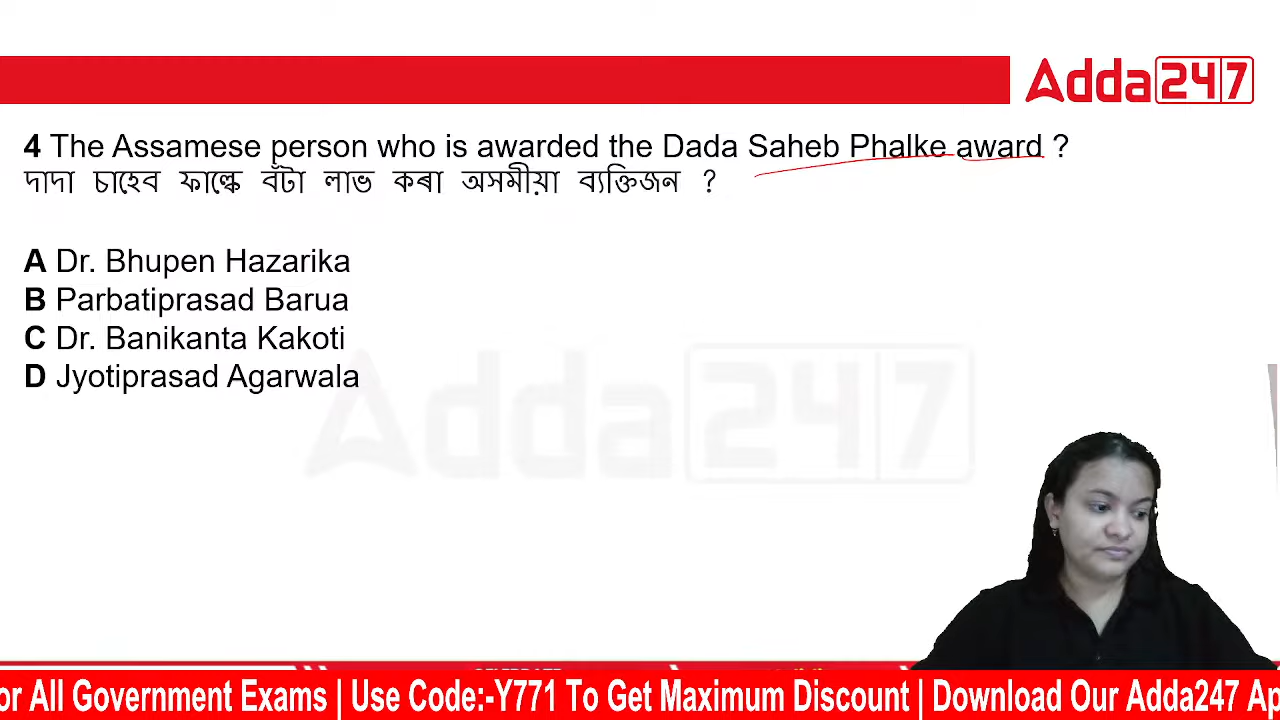 Adda247
4 The Assamese person who is awarded the Dada Saheb Phalke award ?
দাদা চাহেব ফাল্কে বঁটা লাভ কৰা অসমীয়া ব্যক্তিজন ?
A Dr. Bhupen Hazarika
B Parbatiprasad Barua
C Dr. Banikanta Kakoti
D Jyotiprasad Agarwala
Adda247
or All Government Exams | Use Code:-Y771 To Get Maximum Discount | Download Our Adda247 Ap